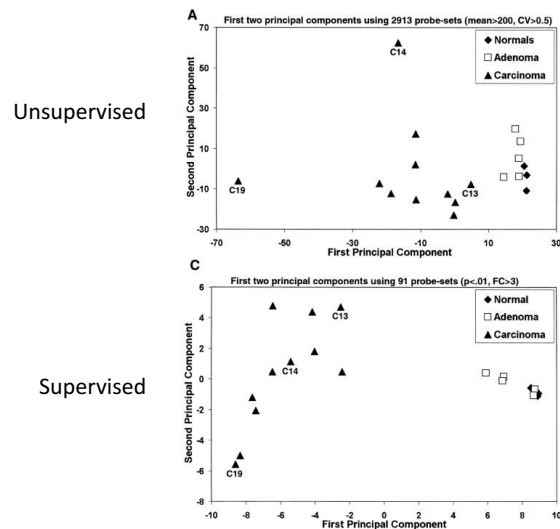 Unsupervised
A
First two principal components using 2913 probe-sets (mean>200, CV>0.5)
Second Principal Component
70
50
30
10
-10
-30
-70
-50
-30
-10
10
30
First Principal Component
Normals
Adenoma
Carcinoma
C14
C19
C13
Supervised
C
First two principal components using 91 probe-sets (p<.01, FC>3)
Second Principal Component
6
4
2
0
-2
-4
-6
-8
-10
-8
-6
-4
-2
0
2
4
6
8
10
First Principal Component
Normal
Adenoma
Carcinoma
C13
C14
C19